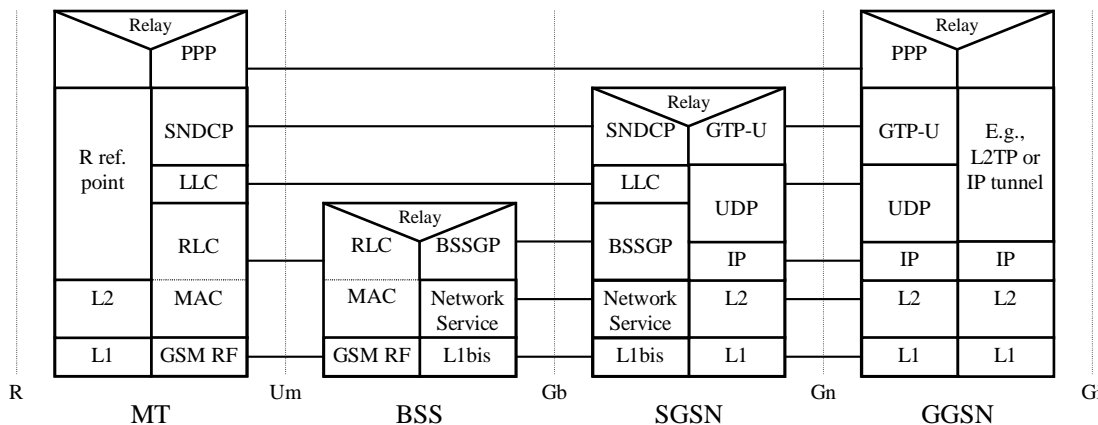 Relay
Relay
PPP
PPP
Relay
SNDCP
SNDCP
GTP-U
GTP-U
E.g.,
L2TP or
IP tunnel
R ref.
point
LLC
LLC
UDP
UDP
Relay
RLC
RLC
BSSGP
BSSGP
IP
IP
IP
L2
MAC
MAC
Network
Service
Network
Service
L2
L2
L2
L1
GSM RF
GSM RF
L1bis
L1bis
L1
L1
L1
R
Um
Gb
Gn
MT
BSS
SGSN
GGSN